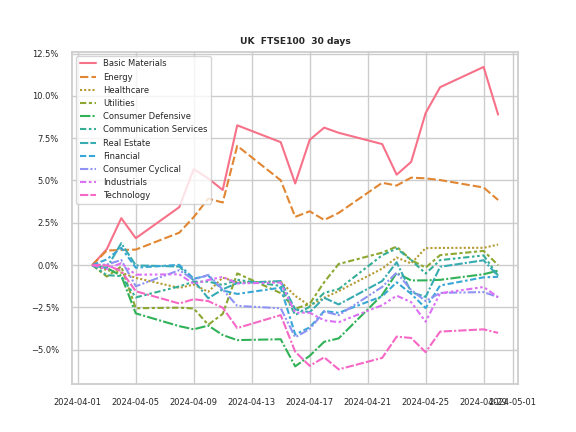 UK FTSE100 30 days
12.5%
10.0%
7.5%
5.0%
2.5%
0.0%
−2.5%
−5.0%
Basic Materials
Energy
Healthcare
Utilities
Consumer Defensive
Communication Services
Real Estate
Financial
Consumer Cyclical
Industrials
Technology
2024-04-01 2024-04-05 2024-04-09 2024-04-13 2024-04-17 2024-04-21 2024-04-25 2024-04-29 2024-05-01